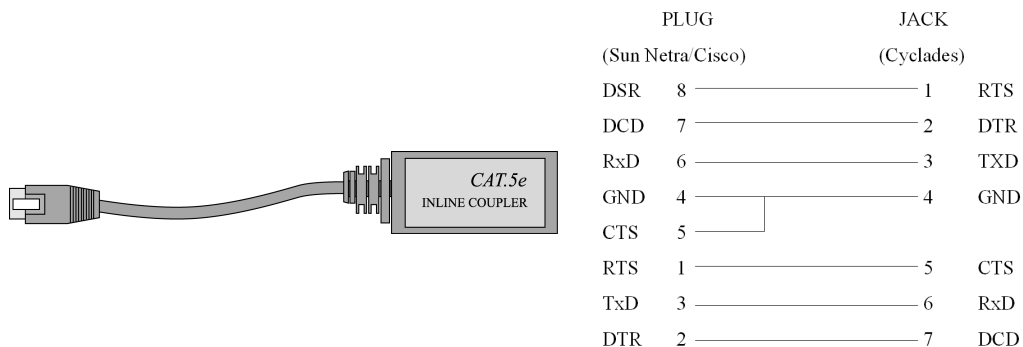 PLUG JACK
(Sun Netra/Cisco) (Cyclades)
DSR 8 1 RTS
DCD 7 2 DTR
RxD 6 3 TXD
GND 4 4 GND
CTS 5
RTS 1 5 CTS
TxD 3 6 RxD
DTR 2 7 DCD
CAT.5e
INLINE COUPLER